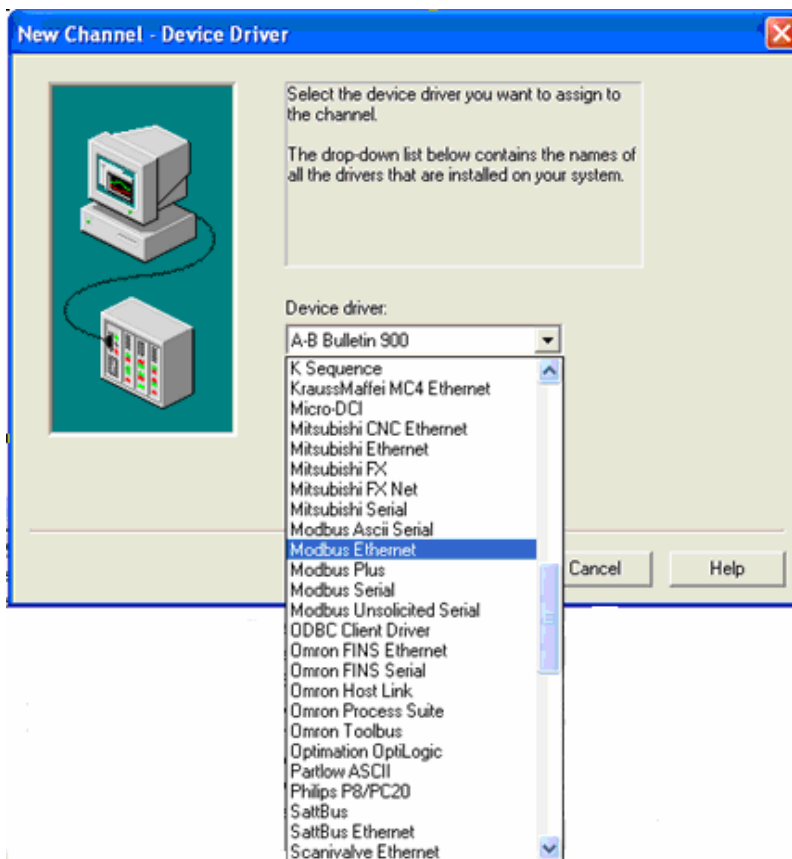 New Channel - Device Driver
Select the device driver you want to assign to
the channel.
The drop-down list below contains the names of
all the drivers that are installed on your system.
Device driver:
A-B Bulletin 900
K Sequence
KraussMaffei MC4 Ethernet
Micro-DCI
Mitsubishi CNC Ethernet
Mitsubishi Ethernet
Mitsubishi FX
Mitsubishi FX Net
Mitsubishi Serial
Modbus Ascii Serial
Modbus Ethernet
Modbus Plus
Modbus Serial
Modbus Unsolicited Serial
ODBC Client Driver
Omron FINS Ethernet
Omron FINS Serial
Omron Host Link
Omron Process Suite
Omron Toolbus
Optimation OptiLogic
Partlow ASCII
Philips P8/PC20
SattBus
SattBus Ethernet
Scanivalve Ethernet
Cancel
Help